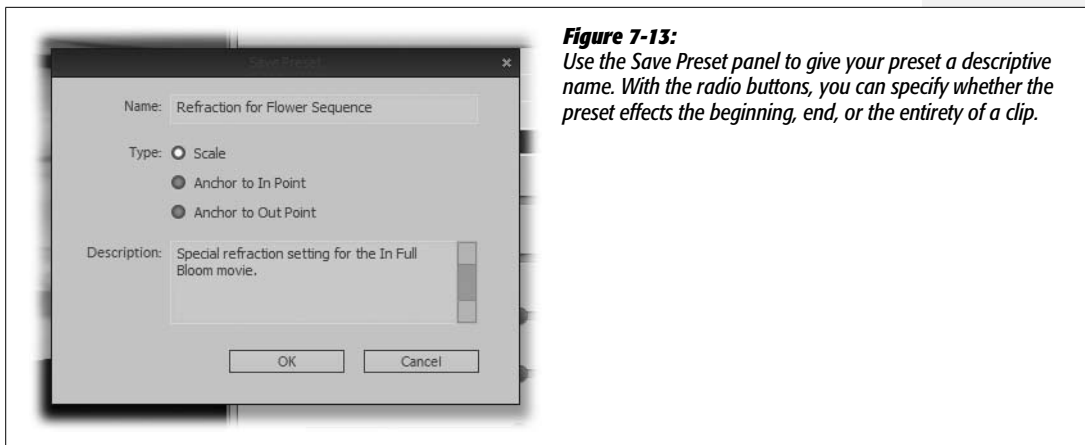 Save Preset
Name: Refraction for Flower Sequence
Type: Scale
Anchor to In Point
Anchor to Out Point
Description: Special refraction setting for the In Full
Bloom movie.
OK Cancel
Figure 7-13:
Use the Save Preset panel to give your preset a descriptive
name. With the radio buttons, you can specify whether the
preset effects the beginning, end, or the entirety of a clip.